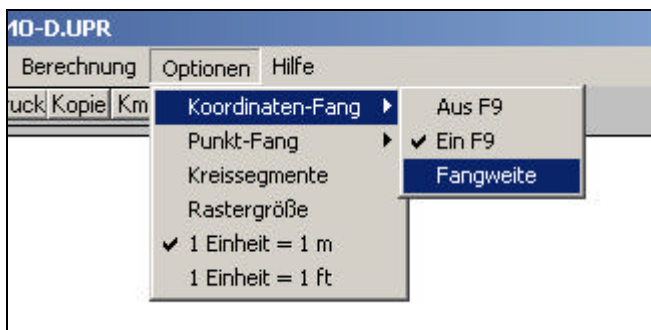 MO-D.UPR
Berechnung Optionen Hilfe
ruck Kopie Km
Koordinaten-Fang
Punkt-Fang
Kreissegmente
Rastergröße
1 Einheit = 1 m
1 Einheit = 1 ft
Aus F9
Ein F9
Fangweite